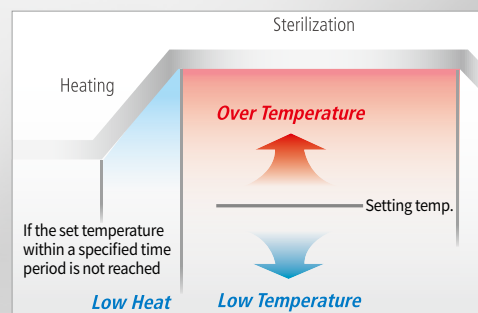 Sterilization
Heating
Over Temperature
Setting temp.
If the set temperature
within a specified time
period is not reached
Low Heat
Low Temperature